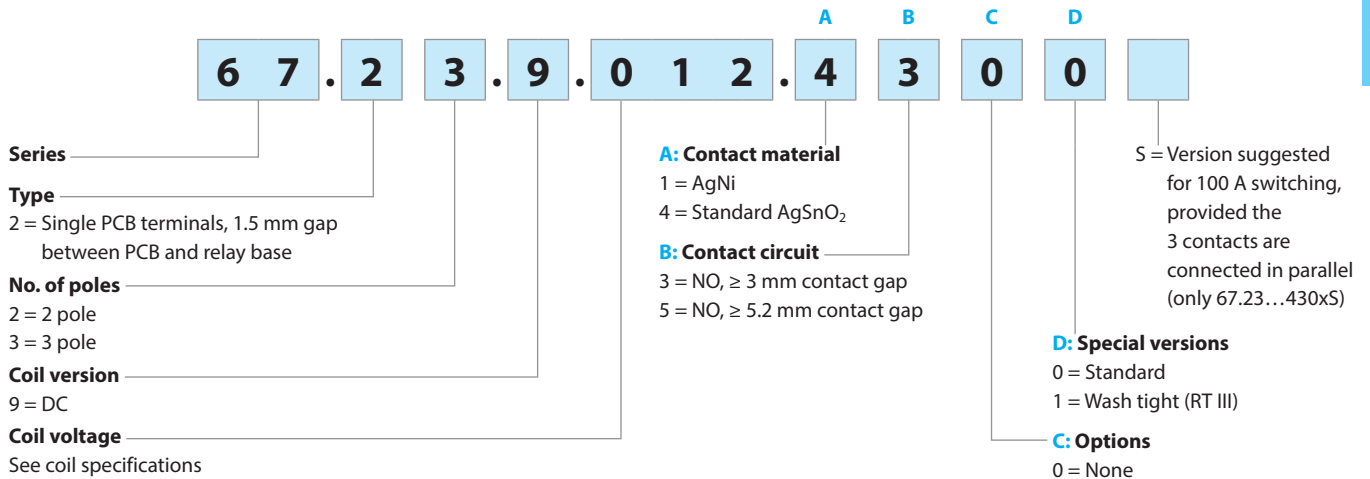 A B C D
6 7 . 2 3 . 9 . 0 1 2 . 4 3 0 0
Series
Type
2 = Single PCB terminals, 1.5 mm gap
between PCB and relay base
No. of poles
2 = 2 pole
3 = 3 pole
Coil version
9 = DC
Coil voltage
See coil specifications
A: Contact material
1 = AgNi
4 = Standard AgSnO₂
B: Contact circuit
3 = NO, ≥ 3 mm contact gap
5 = NO, ≥ 5.2 mm contact gap
S = Version suggested
for 100 A switching,
provided the
3 contacts are
connected in parallel
(only 67.23…430xS)
D: Special versions
0 = Standard
1 = Wash tight (RT III)
C: Options
0 = None